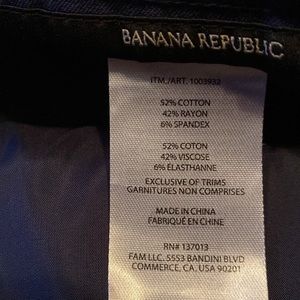 BANANA REPUBLIC
ITM./ART. 1003932
52% COTTON
42% RAYON
6% SPANDEX
52% COTON
42% VISCOSE
6% ELASTHANNE
EXCLUSIVE OF TRIMS
GARNITURES NON COMPRISES
MADE IN CHINA
FABRIQUÉ EN CHINE
RN# 137013
FAM LLC. 5553 BANDINI BLVD
COMMERCE, CA. USA 90201